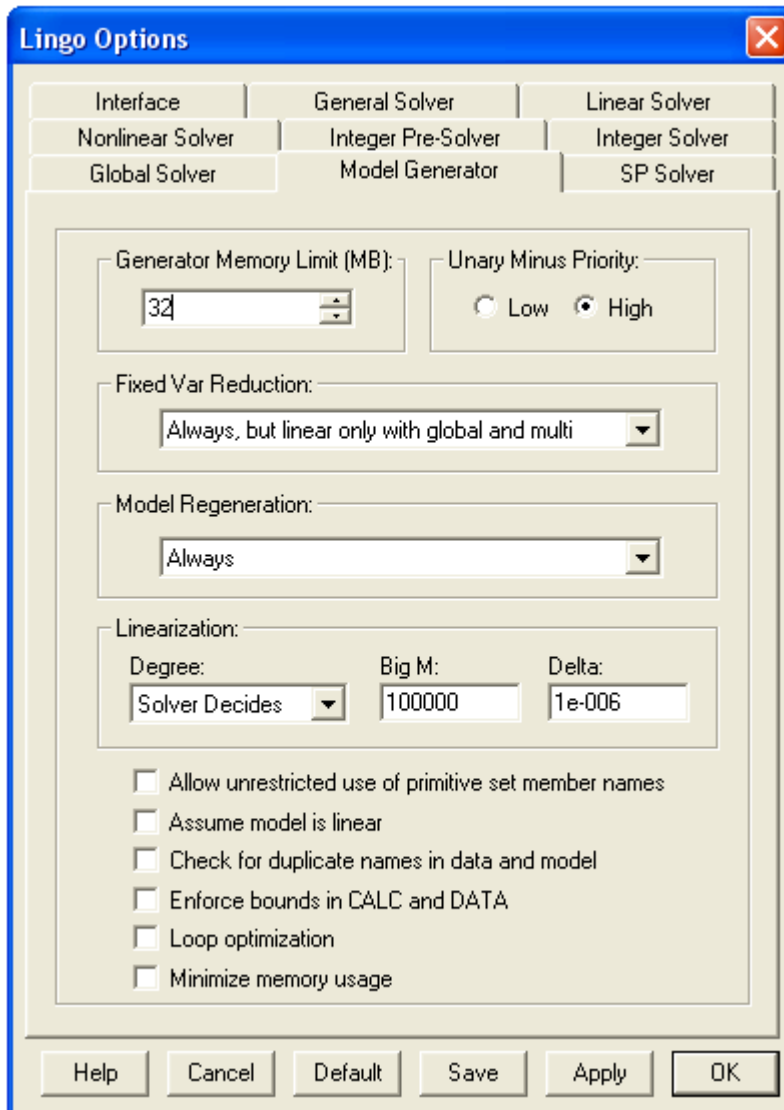 Lingo Options
Interface
General Solver
Linear Solver
Nonlinear Solver
Integer Pre-Solver
Integer Solver
Global Solver
Model Generator
SP Solver
Generator Memory Limit (MB):
32
Unary Minus Priority:
Low
High
Fixed Var Reduction:
Always, but linear only with global and multi
Model Regeneration:
Always
Linearization:
Degree:
Big M:
Delta:
Solver Decides
100000
1e-006
Allow unrestricted use of primitive set member names
Assume model is linear
Check for duplicate names in data and model
Enforce bounds in CALC and DATA
Loop optimization
Minimize memory usage
Help
Cancel
Default
Save
Apply
OK